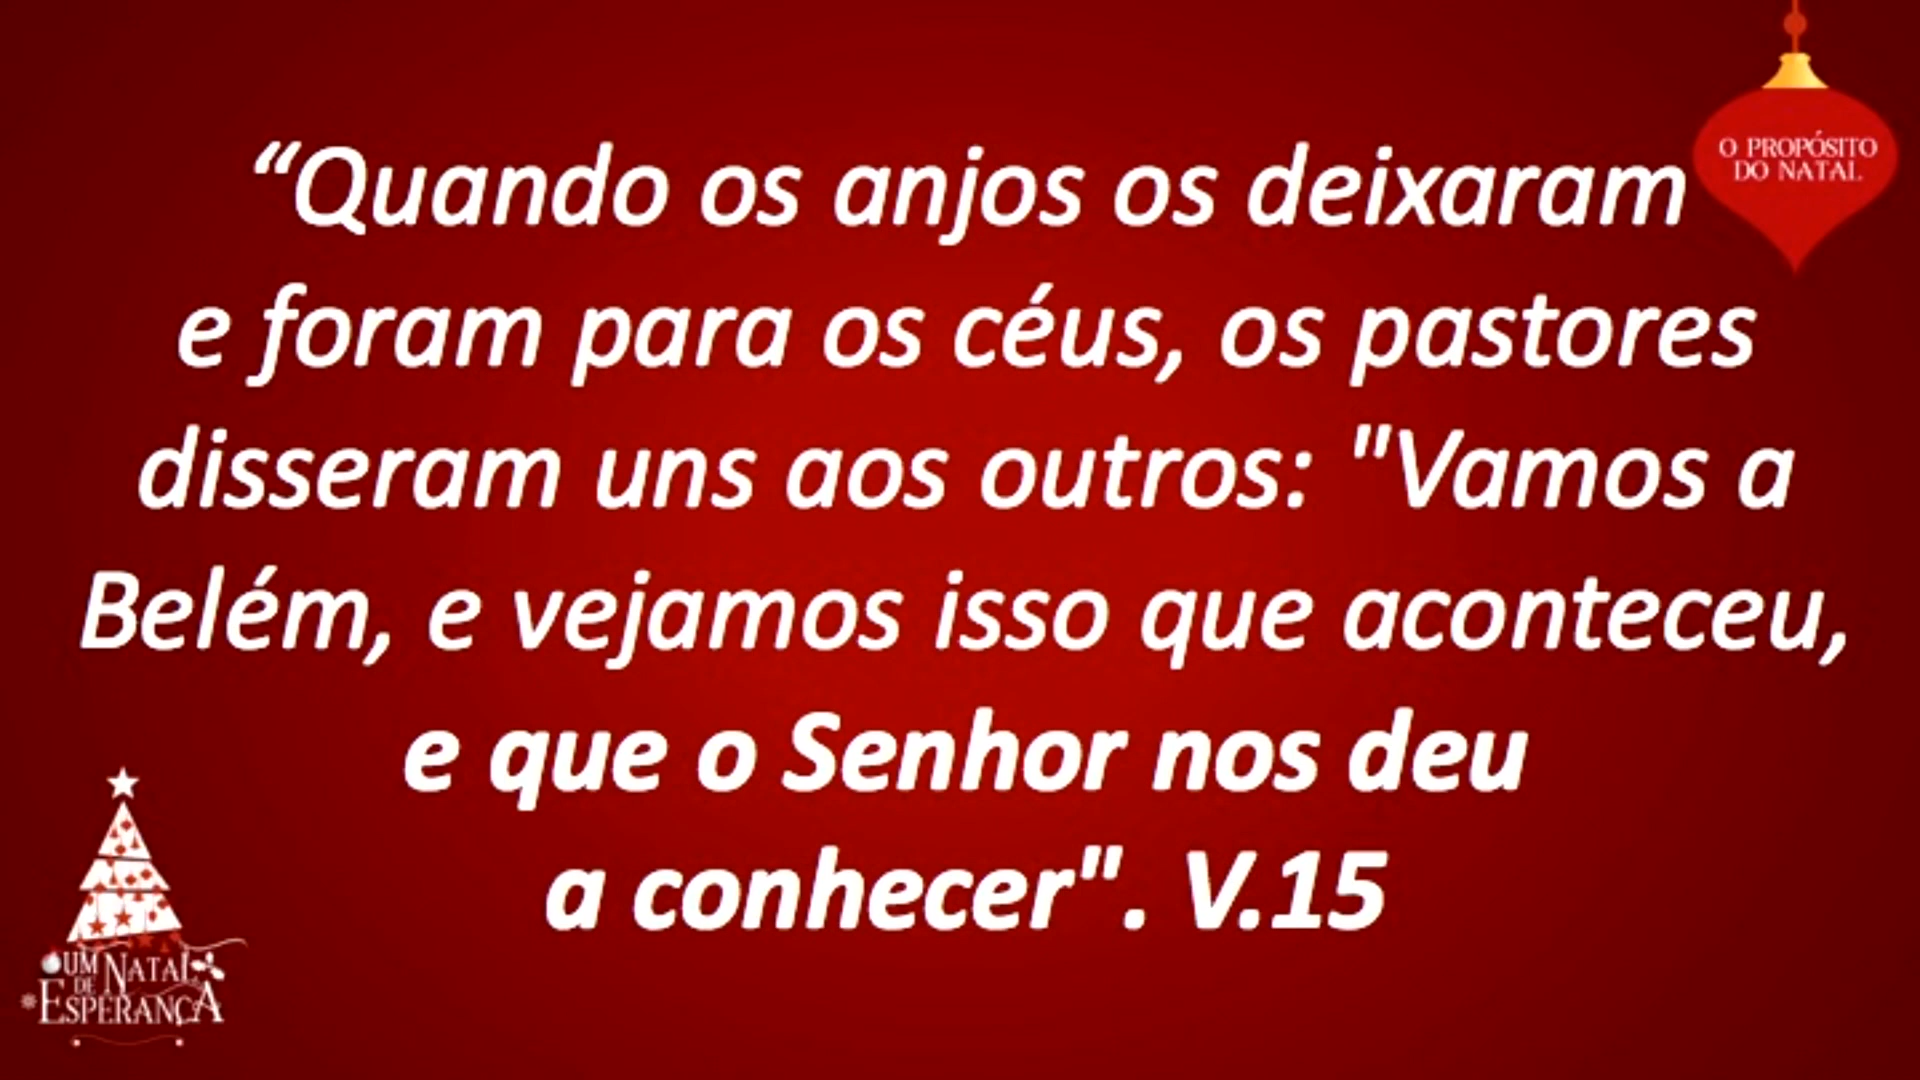 O PROPÓSITO
DO NATAL
“Quando os anjos os deixaram
e foram para os céus, os pastores
disseram uns aos outros: "Vamos a
Belém, e vejamos isso que aconteceu,
e que o Senhor nos deu
a conhecer". V.15
UM NATAL
DE
ESPERANÇA